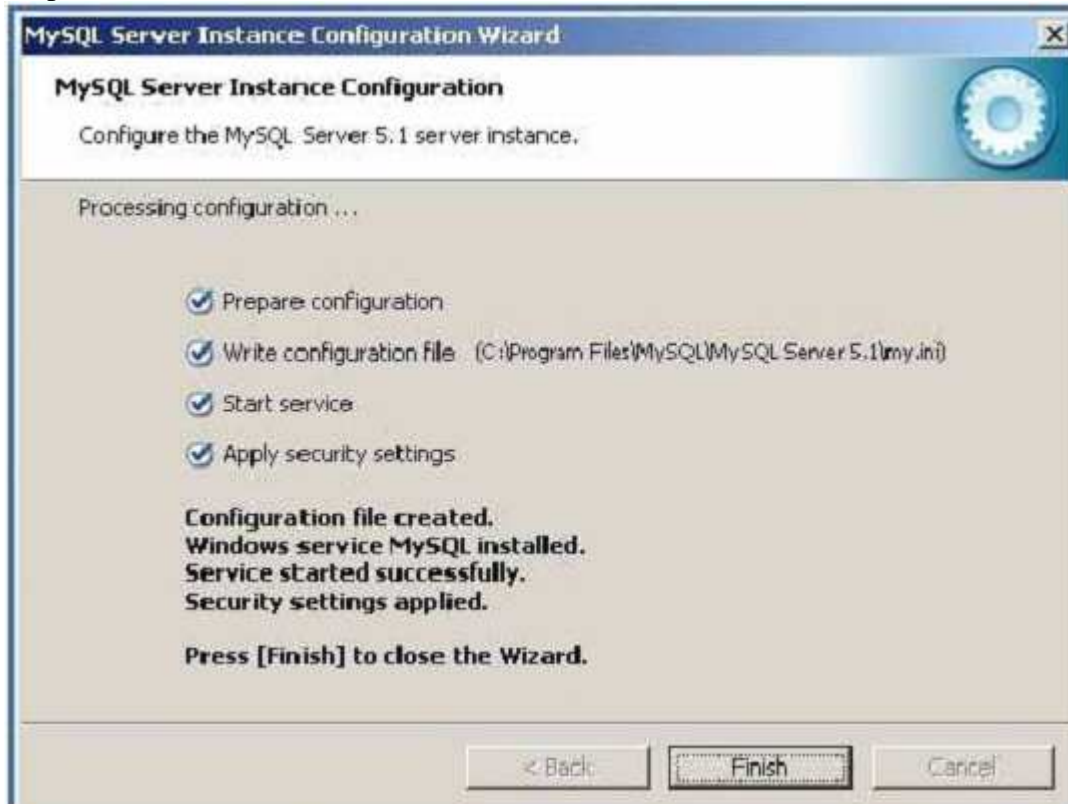 MySQL Server Instance Configuration Wizard
MySQL Server Instance Configuration
Configure the MySQL Server 5.1 server instance.
Processing configuration ...
Prepare configuration
Write configuration file (C:\Program Files\MySQL\MySQL Server 5.1\my.ini)
Start service
Apply security settings
Configuration file created.
Windows service MySQL installed.
Service started successfully.
Security settings applied.
Press [Finish] to close the Wizard.
< Back Finish Cancel